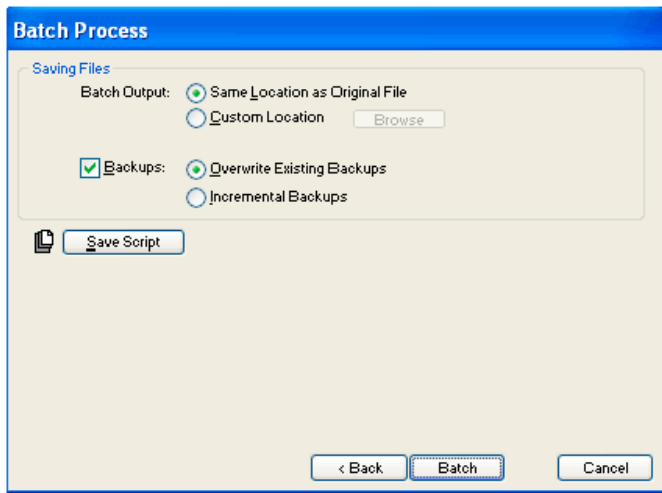 Batch Process
Saving Files
Batch Output: Same Location as Original File
Custom Location Browse
Backups: Overwrite Existing Backups
Incremental Backups
Save Script
< Back Batch Cancel